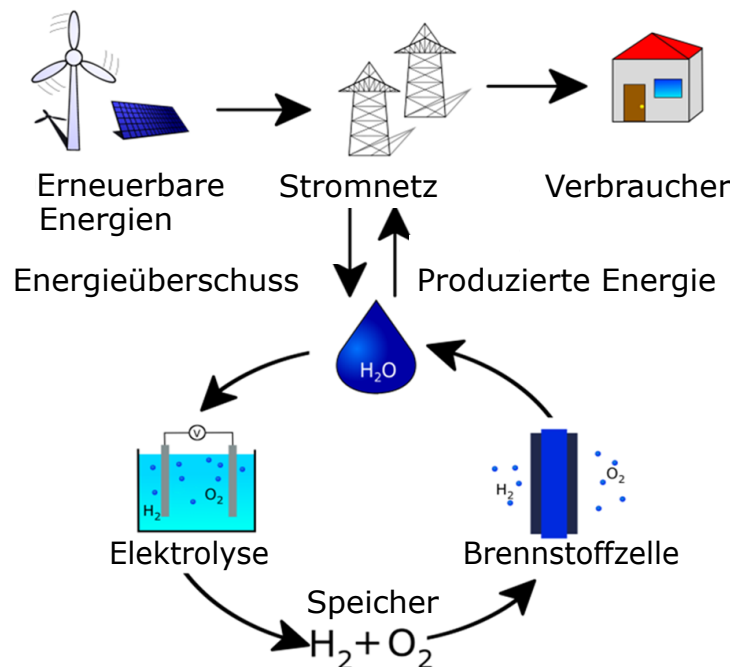 Erneuerbare
Energien
Stromnetz
Verbraucher
Energieüberschuss
Produzierte Energie
H₂O
V
H₂
O₂
H₂
O₂
Elektrolyse
Brennstoffzelle
Speicher
H₂+O₂